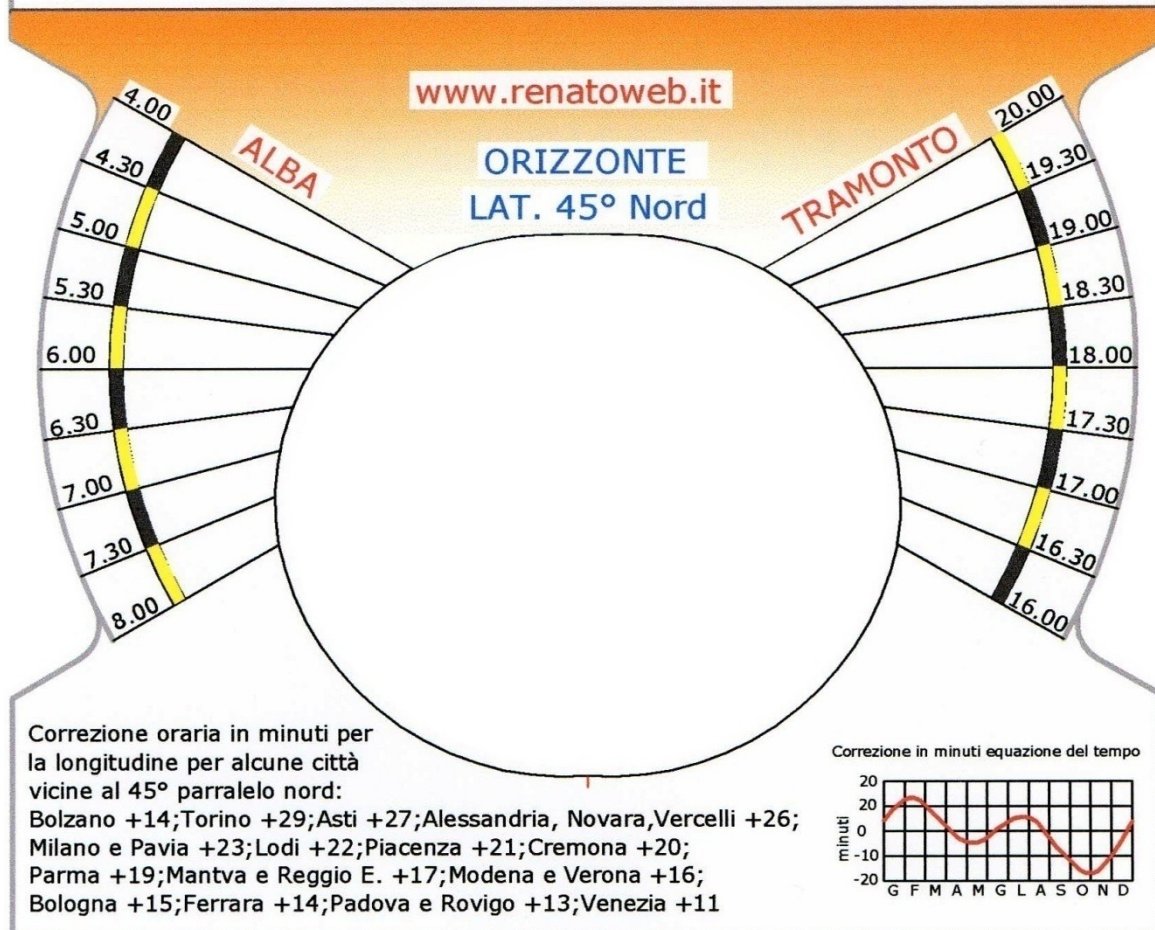 www.renatoweb.it
ALBA
ORIZZONTE
LAT. 45° Nord
TRAMONTO
4.00
4.30
5.00
5.30
6.00
6.30
7.00
7.30
8.00
20.00
19.30
19.00
18.30
18.00
17.30
17.00
16.30
16.00
Correzione oraria in minuti per
la longitudine per alcune città
vicine al 45° parralelo nord:
Bolzano +14;Torino +29;Asti +27;Alessandria, Novara,Vercelli +26;
Milano e Pavia +23;Lodi +22;Piacenza +21;Cremona +20;
Parma +19;Mantva e Reggio E. +17;Modena e Verona +16;
Bologna +15;Ferrara +14;Padova e Rovigo +13;Venezia +11
Correzione in minuti equazione del tempo
minuti
20
20
0
-10
-20
G F M A M G L A S O N D